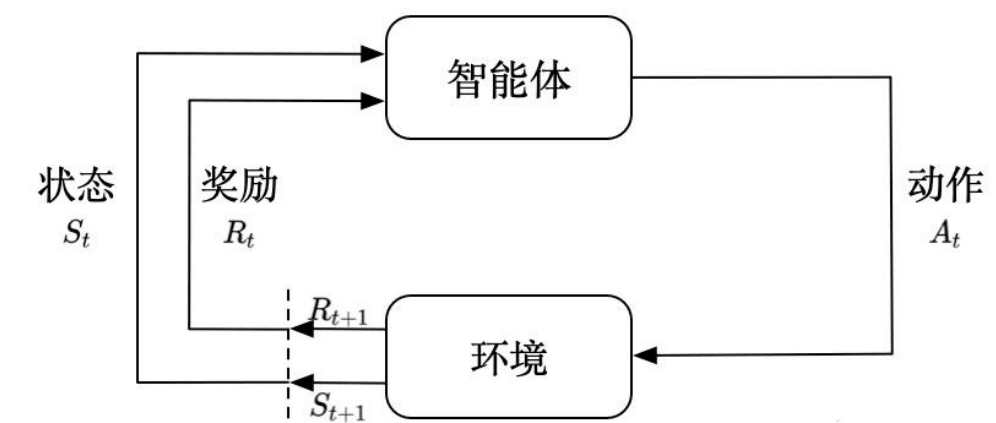 智能体
状态
S_t
奖励
R_t
动作
A_t
R_{t+1}
环境
S_{t+1}